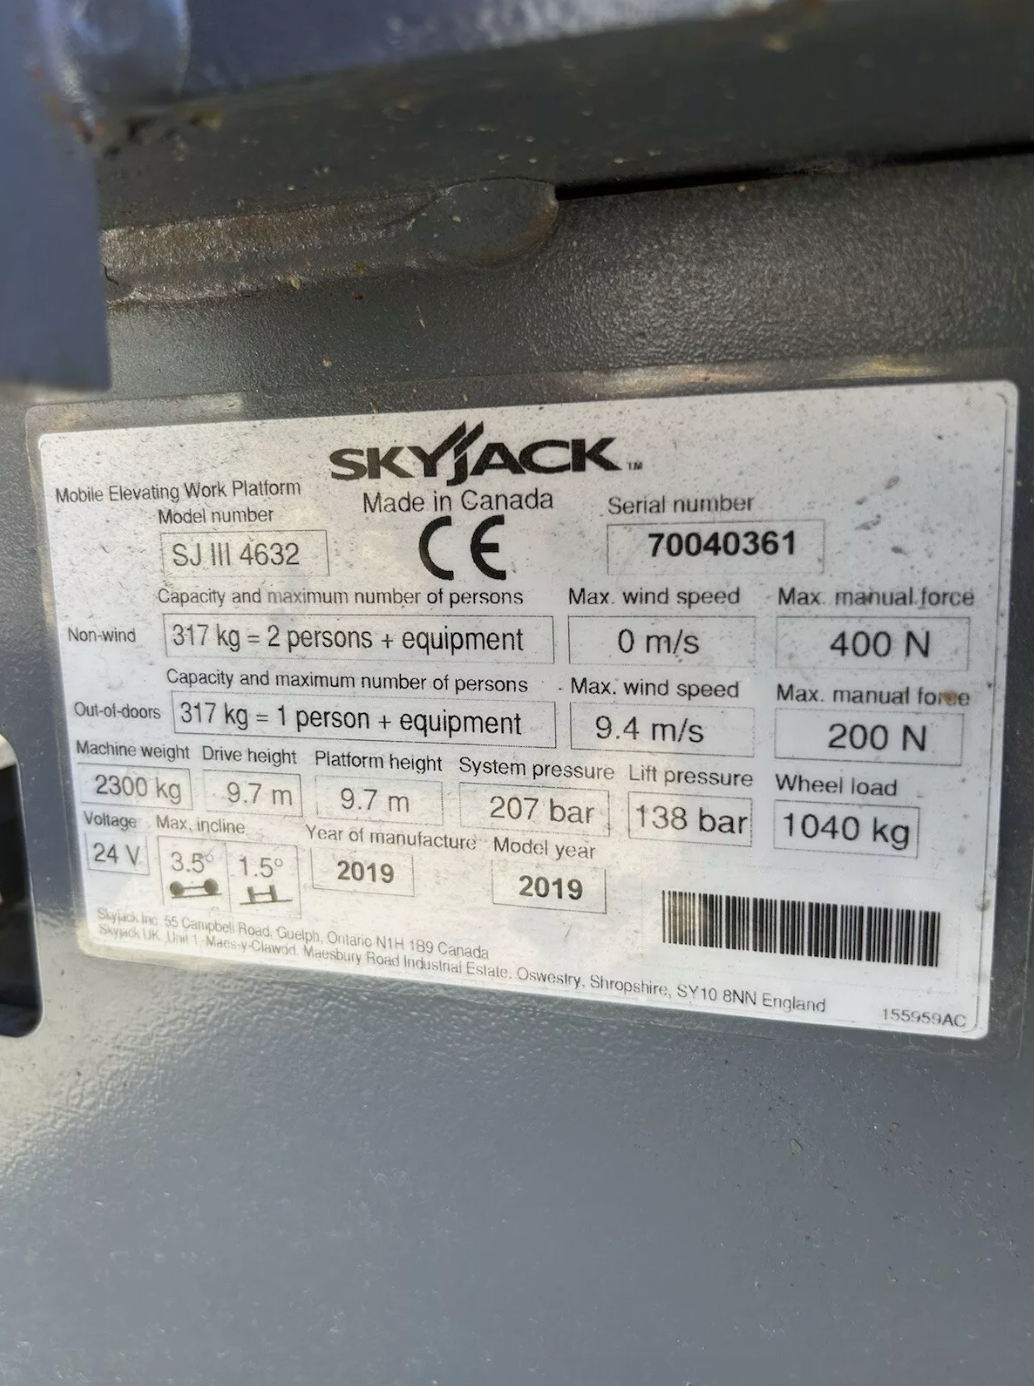 SKYJACK™
Mobile Elevating Work Platform
Made in Canada
Model number
Serial number
SJ III 4632
CE
70040361
Capacity and maximum number of persons Max. wind speed Max. manual force
Non-wind 317 kg = 2 persons + equipment 0 m/s 400 N
Capacity and maximum number of persons Max. wind speed Max. manual force
Out-of-doors 317 kg = 1 person + equipment 9.4 m/s 200 N
Machine weight Drive height Platform height System pressure Lift pressure Wheel load
2300 kg 9.7 m 9.7 m 207 bar 138 bar 1040 kg
Voltage Max. incline Year of manufacture Model year
24 V 3.5° 1.5° 2019 2019
Skyjack Inc. 55 Campbell Road, Guelph, Ontario N1H 1B9 Canada
Skyjack UK, Unit 1, Maes-y-Clawdd, Maesbury Road Industrial Estate, Oswestry, Shropshire, SY10 8NN England
155959AC